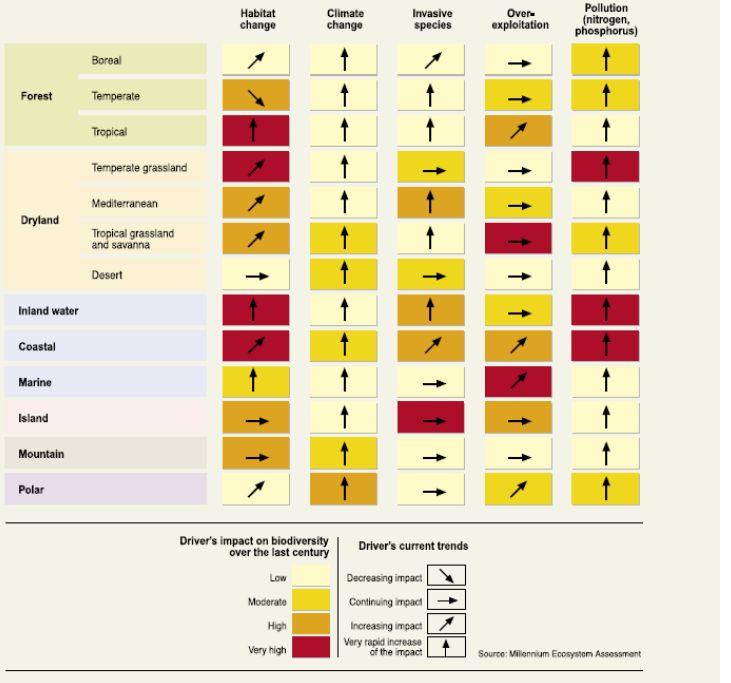 Habitat change
Climate change
Invasive species
Over-exploitation
Pollution (nitrogen, phosphorus)
Forest
Boreal
Temperate
Tropical
Dryland
Temperate grassland
Mediterranean
Tropical grassland
and savanna
Desert
Inland water
Coastal
Marine
Island
Mountain
Polar
Driver's impact on biodiversity
over the last century
Low
Moderate
High
Very high
Driver's current trends
Decreasing impact
Continuing impact
Increasing impact
Very rapid increase
of the impact
Source: Millennium Ecosystem Assessment